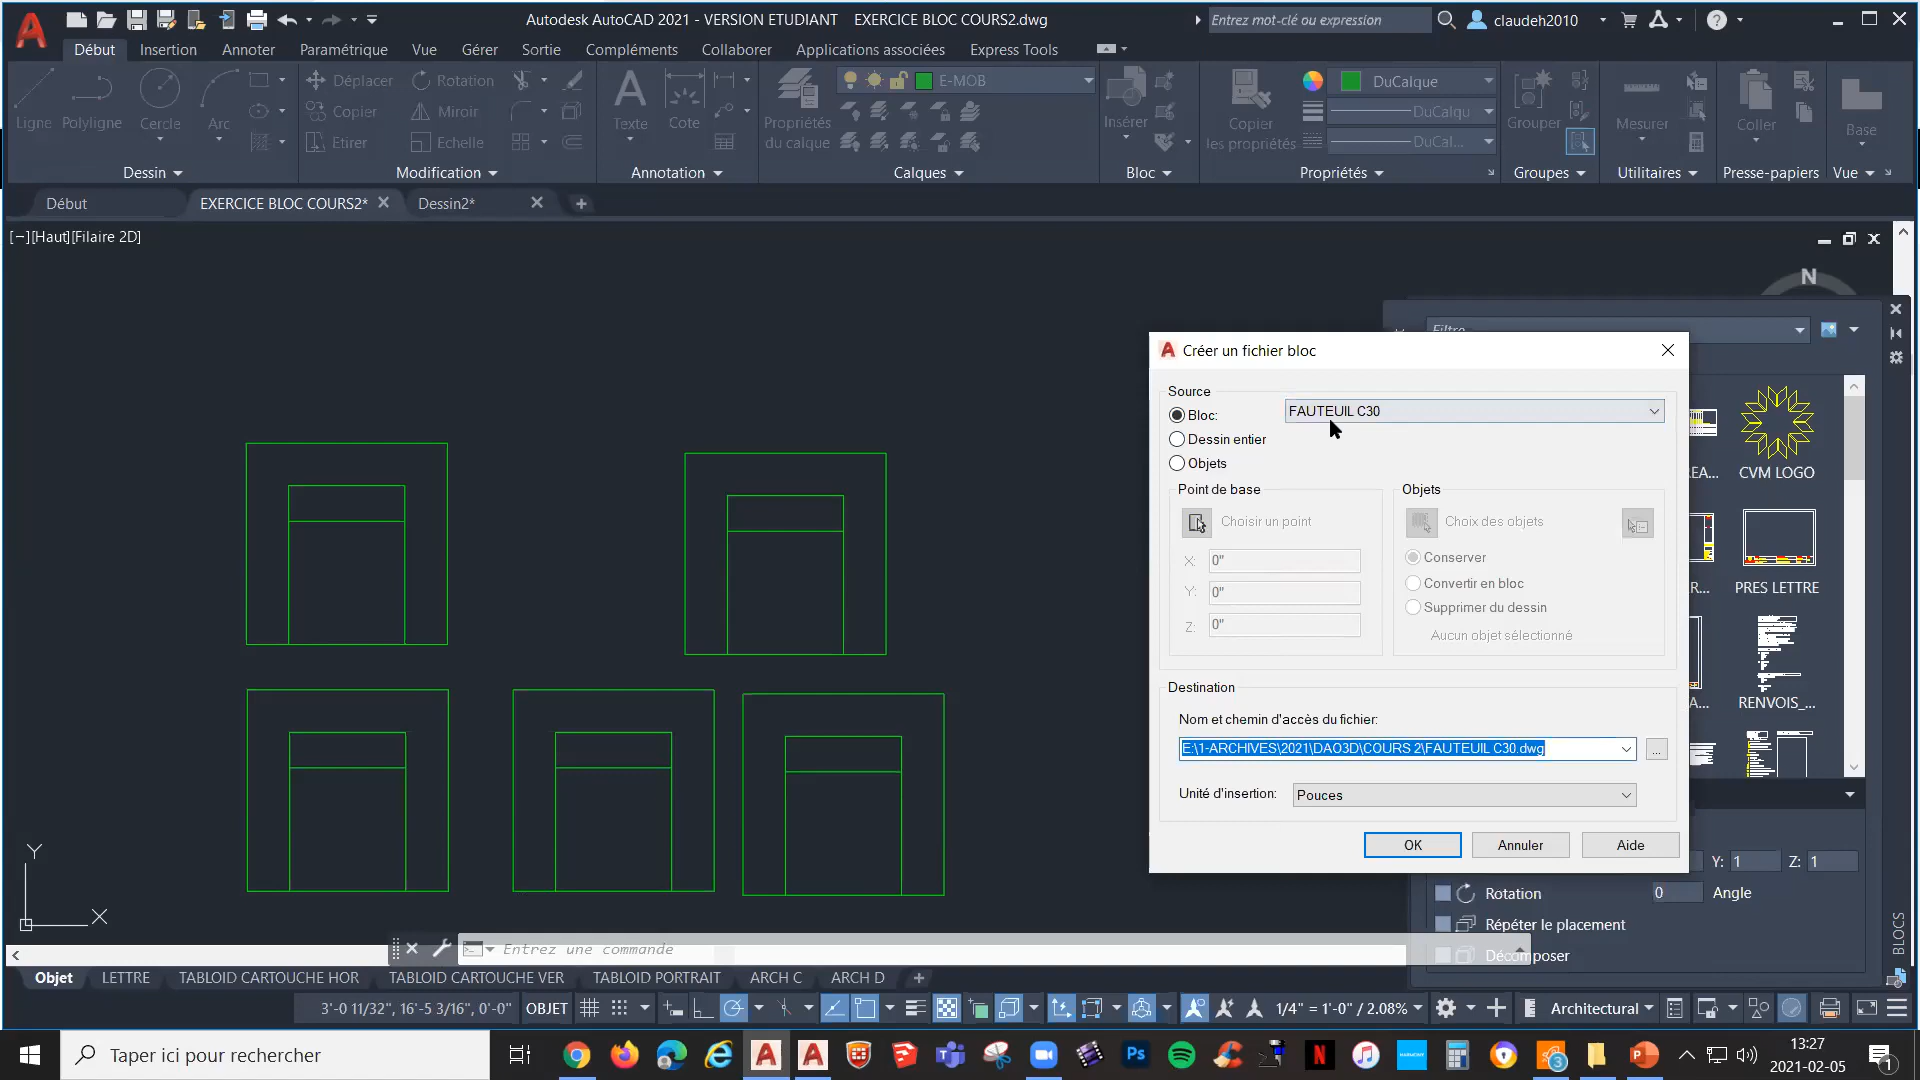 Autodesk AutoCAD 2021 - VERSION ETUDIANT EXERCICE BLOC COURS2.dwg
Entrez mot-clé ou expression
claudeh2010
Début Insertion Annoter Paramétrique Vue Gérer Sortie Compléments Collaborer Applications associées Express Tools
Ligne Polyligne Cercle Arc
Déplacer Rotation
Copier Miroir
Etirer Echelle
Texte Cote
Propriétés du calque
E-MOB
Insérer
Copier les propriétés
DuCalque
DuCalqu
DuCal...
Grouper
Mesurer
Coller
Base
Dessin Modification Annotation Calques Bloc Propriétés Groupes Utilitaires Presse-papiers Vue
Début EXERCICE BLOC COURS2* Dessin2*
[−][Haut][Filaire 2D]
N
Filtre...
Créer un fichier bloc
Source
Bloc: FAUTEUIL C30
Dessin entier
Objets
Point de base
Choisir un point
X: 0"
Y: 0"
Z: 0"
Objets
Choix des objets
Conserver
Convertir en bloc
Supprimer du dessin
Aucun objet sélectionné
Destination
Nom et chemin d'accès du fichier:
E:\1-ARCHIVES\2021\DAO3D\COURS 2\FAUTEUIL C30.dwg
...
Unité d'insertion: Pouces
OK Annuler Aide
EA... CVM LOGO
R... PRES LETTRE
A... RENVOIS_...
Y: 1 Z: 1
Rotation 0 Angle
Répéter le placement
Décomposer
BLOCS
Y
X
Entrez une commande
Objet LETTRE TABLOID CARTOUCHE HOR TABLOID CARTOUCHE VER TABLOID PORTRAIT ARCH C ARCH D
3'-0 11/32", 16'-5 3/16", 0'-0" OBJET 1/4" = 1'-0" / 2.08% Architectural
Taper ici pour rechercher
13:27
2021-02-05